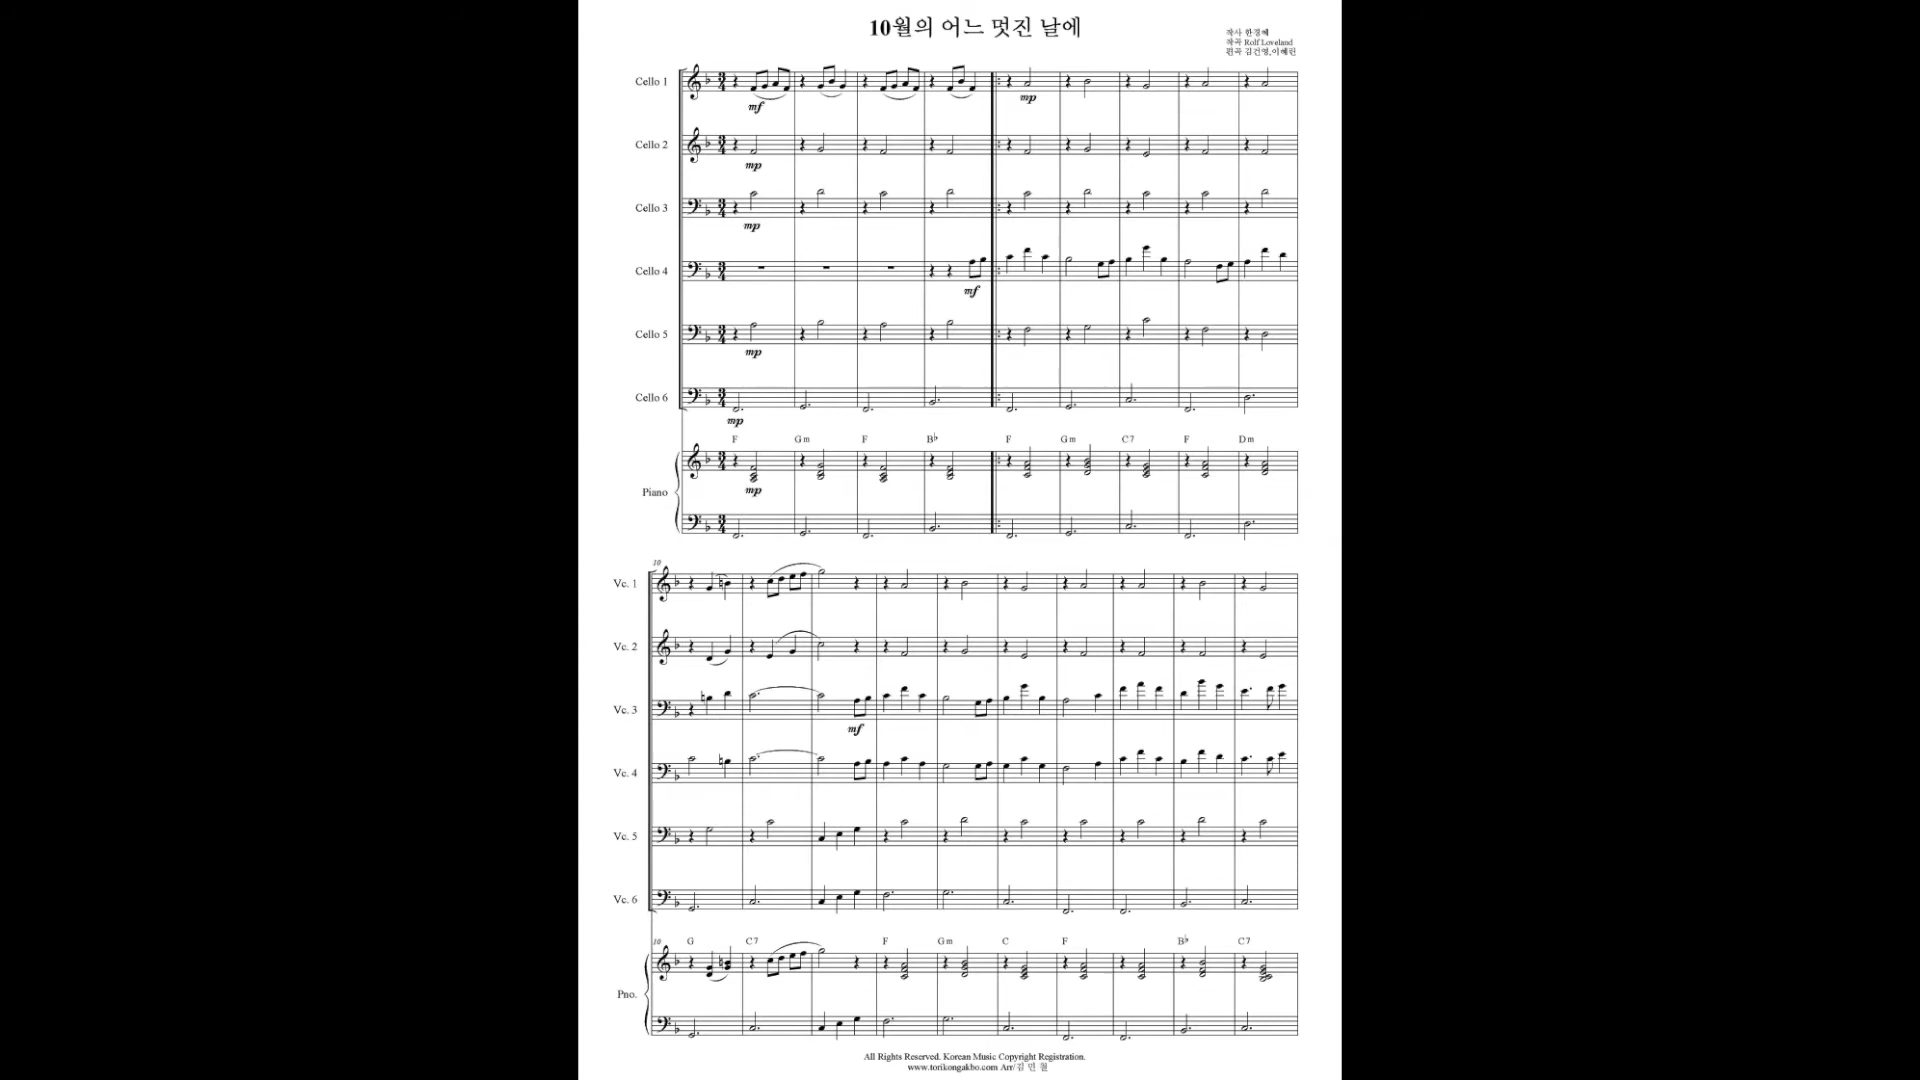 10월의 어느 멋진 날에
작사 한경혜
작곡 Rolf Loveland
편곡 김건영,이혜린
Cello 1
mf
mp
Cello 2
mp
Cello 3
mp
Cello 4
mf
Cello 5
mp
Cello 6
mp
F Gm F B♭ F Gm C7 F Dm
Piano
mp
10
Vc. 1
Vc. 2
Vc. 3
mf
Vc. 4
Vc. 5
Vc. 6
10 G C7 F Gm C F B♭ C7
Pno.
All Rights Reserved. Korean Music Copyright Registration.
www.torikongakbo.com Arr/김 민 철